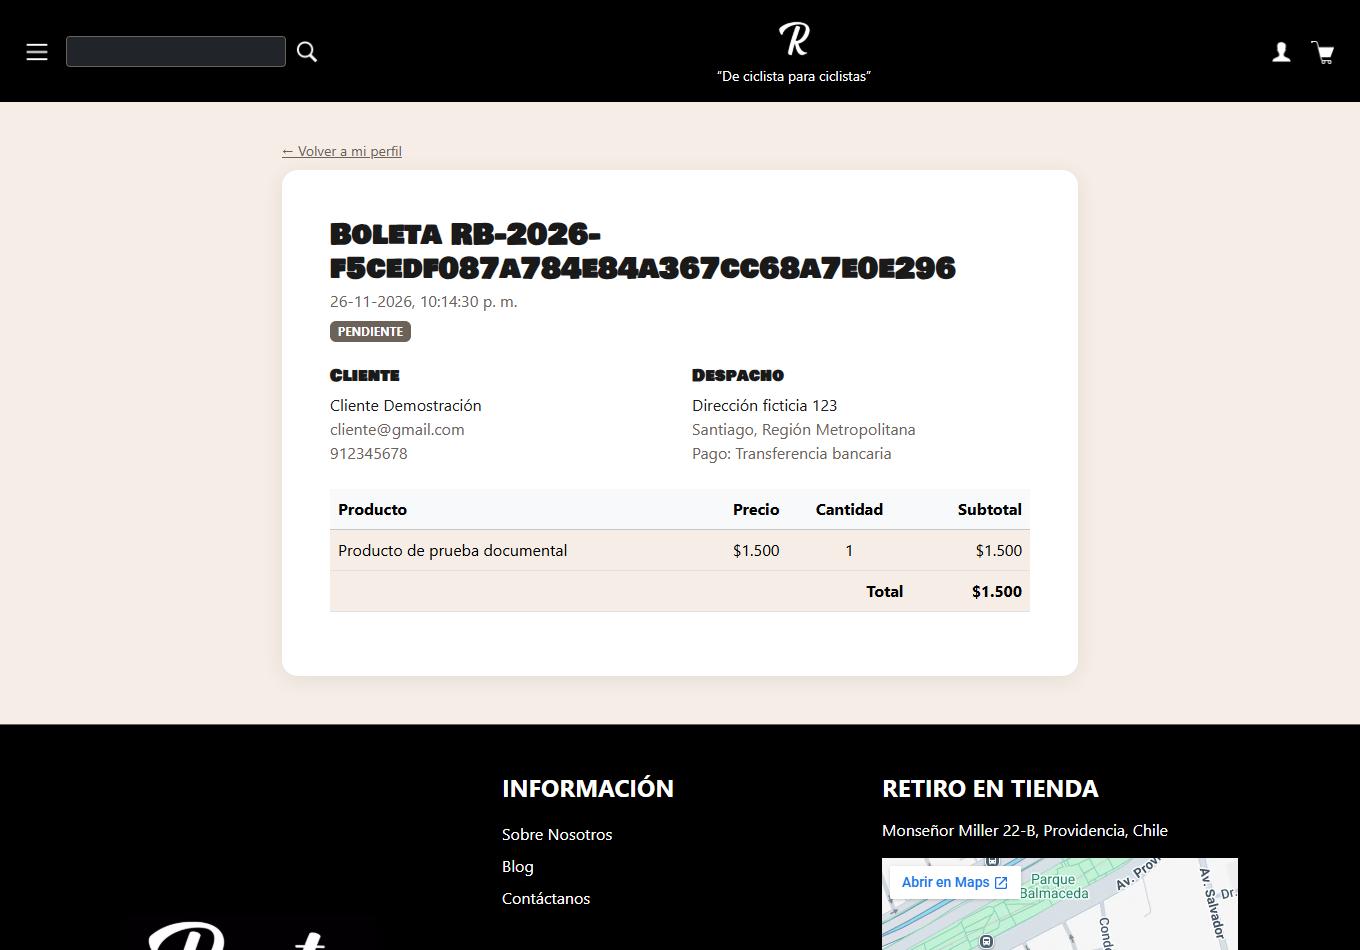 R
“De ciclista para ciclistas”
← Volver a mi perfil
Boleta RB-2026-
f5cedf087a784e84a367cc68a7e0e296
26-11-2026, 10:14:30 p. m.
PENDIENTE
Cliente
Despacho
Cliente Demostración
Dirección ficticia 123
cliente@gmail.com
Santiago, Región Metropolitana
912345678
Pago: Transferencia bancaria
Producto Precio Cantidad Subtotal
Producto de prueba documental $1.500 1 $1.500
Total $1.500
INFORMACIÓN
Sobre Nosotros
Blog
Contáctanos
RETIRO EN TIENDA
Monseñor Miller 22-B, Providencia, Chile
Abrir en Maps
Parque
Balmaceda
Av. Provi
Av. Salvador
Dr.
Conde